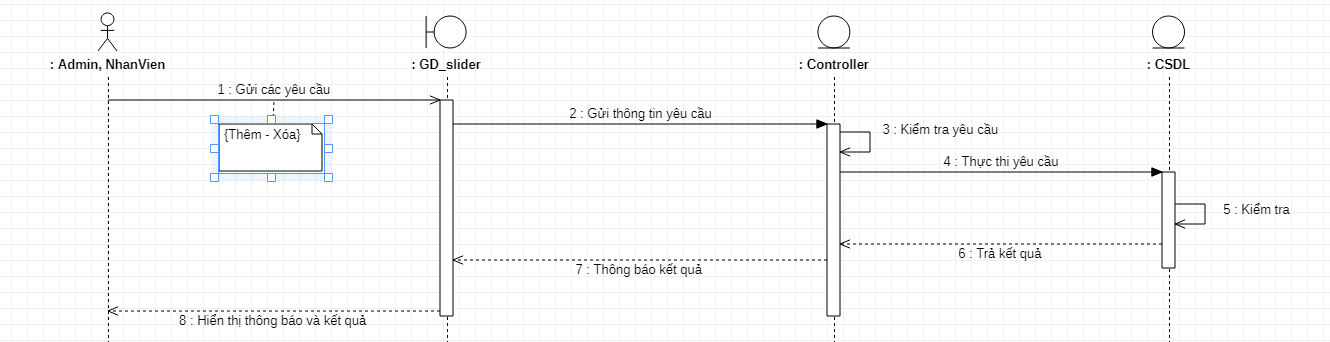 : Admin, NhanVien
: GD_slider
: Controller
: CSDL
1 : Gửi các yêu cầu
{Thêm - Xóa}
2 : Gửi thông tin yêu cầu
3 : Kiểm tra yêu cầu
4 : Thực thi yêu cầu
5 : Kiểm tra
6 : Trả kết quả
7 : Thông báo kết quả
8 : Hiển thị thông báo và kết quả